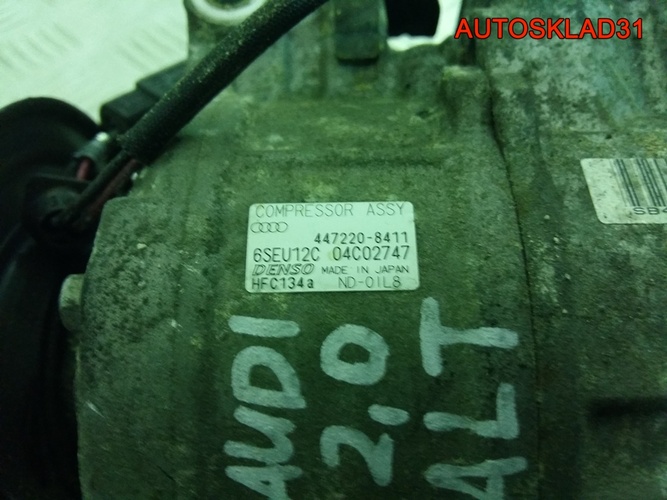 AUTOSKLAD31
COMPRESSOR ASSY
447220-8411
6SEU12C 04C02747
DENSO MADE IN JAPAN
HFC134a ND-OIL8
AUDI
2.0
ALT